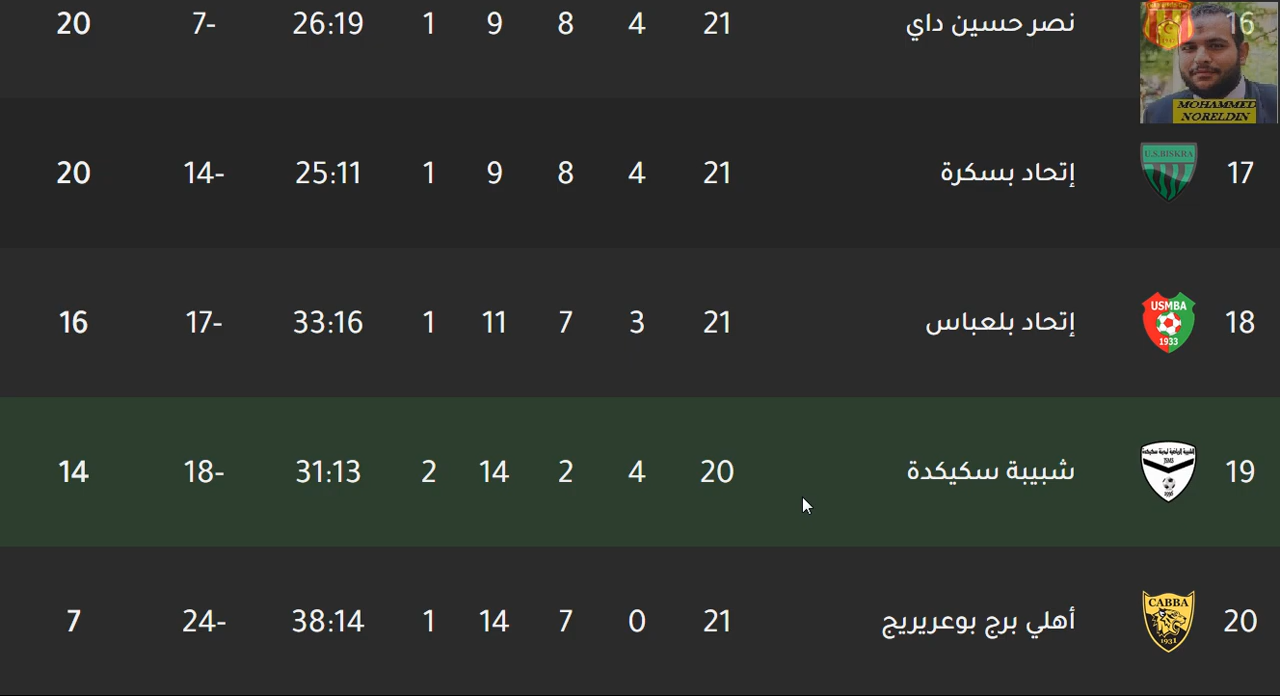 16 نصر حسين داي 21 4 8 9 1 26:19 7- 20
MOHAMMED
NORELDIN
17 U.S.BISKRA إتحاد بسكرة 21 4 8 9 1 25:11 14- 20
18 USMBA 1933 إتحاد بلعباس 21 3 7 11 1 33:16 17- 16
19 شبيبة سكيكدة 20 4 2 14 2 31:13 18- 14
20 CABBA 1931 أهلي برج بوعريريج 21 0 7 14 1 38:14 24- 7